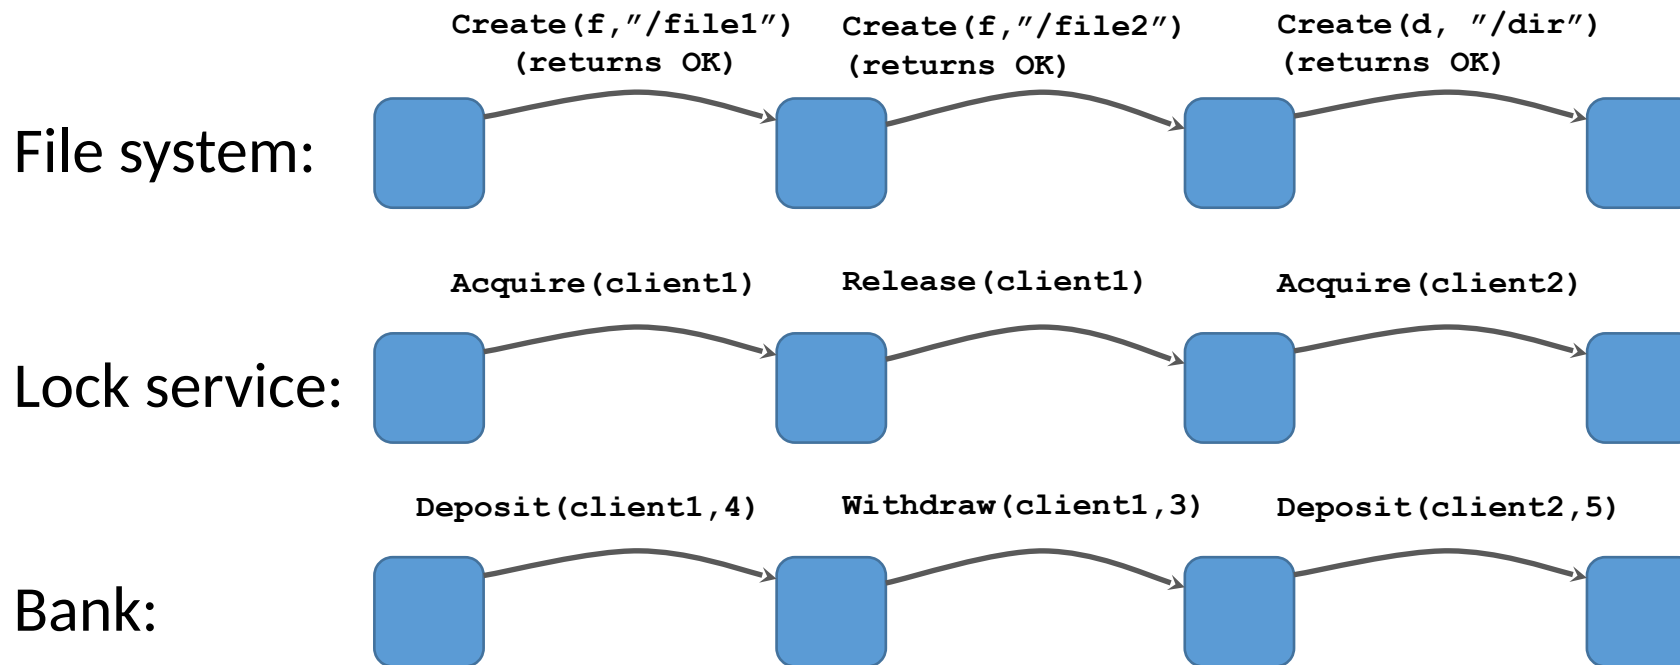 Create(f,”/file1”)
(returns OK)
Create(f,”/file2”)
(returns OK)
Create(d, ”/dir”)
(returns OK)
File system:
Acquire(client1)
Release(client1)
Acquire(client2)
Lock service:
Deposit(client1,4)
Withdraw(client1,3)
Deposit(client2,5)
Bank: